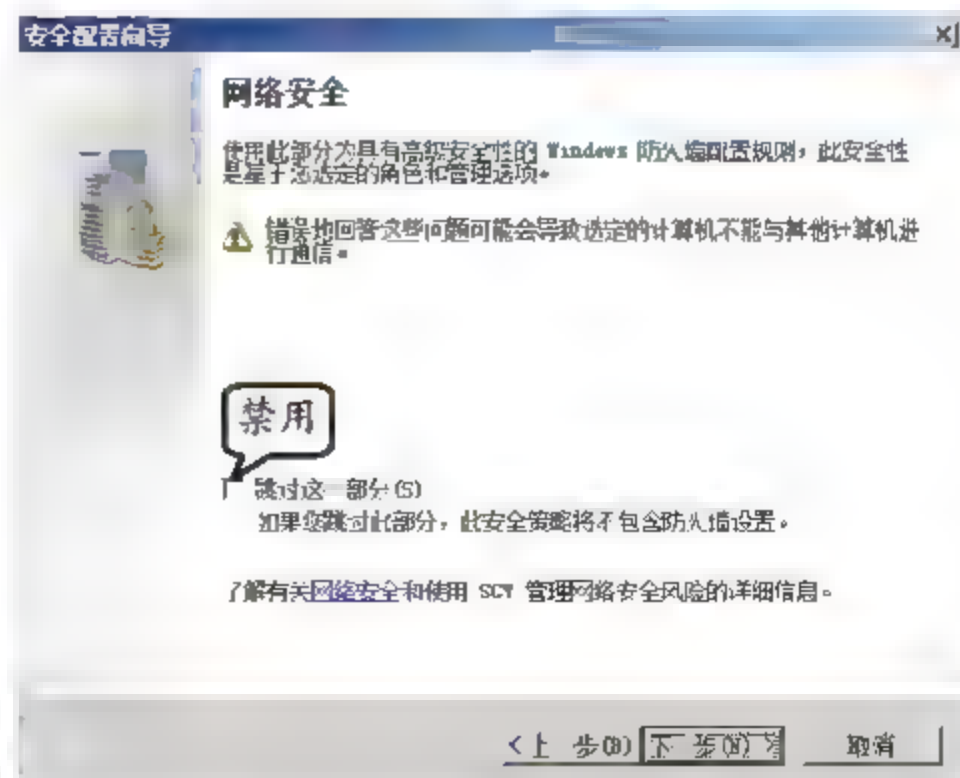 安全配置向导
网络安全
使用此部分为具有高级安全性的 Windows 防火墙配置规则，此安全性
是基于您选定的角色和管理选项。
错误地回答这些问题可能会导致选定的计算机不能与其他计算机进
行通信。
禁用
跳过这一部分(S)
如果您跳过此部分，此安全策略将不包含防火墙设置。
了解有关网络安全和使用 SCW 管理网络安全风险的详细信息。
<上一步(B) 下一步(N)> 取消